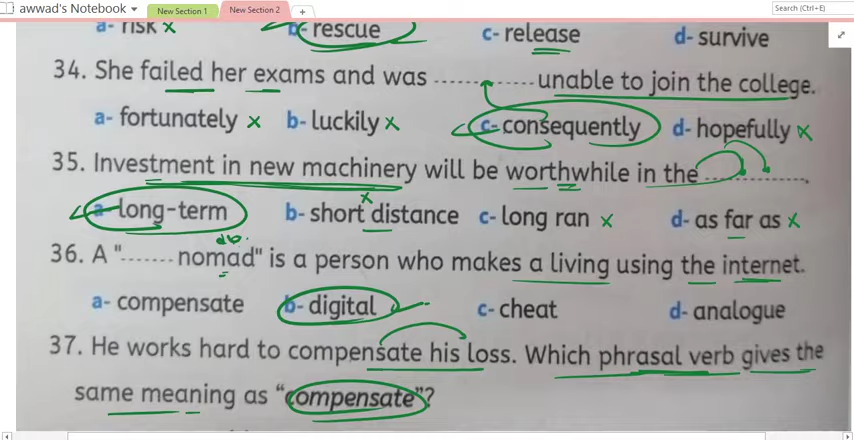 awwad's Notebook
New Section 1
New Section 2
+
Search (Ctrl+E)
a- risk x b- rescue c- release d- survive
34. She failed her exams and was .............. unable to join the college.
a- fortunately x b- luckily x c- consequently d- hopefully x
35. Investment in new machinery will be worthwhile in the ..............
a- long-term b- short distance x c- long ran x d- as far as x
36. A "....... nomad" is a person who makes a living using the internet.
a- compensate b- digital c- cheat d- analogue
37. He works hard to compensate his loss. Which phrasal verb gives the
same meaning as "compensate"?